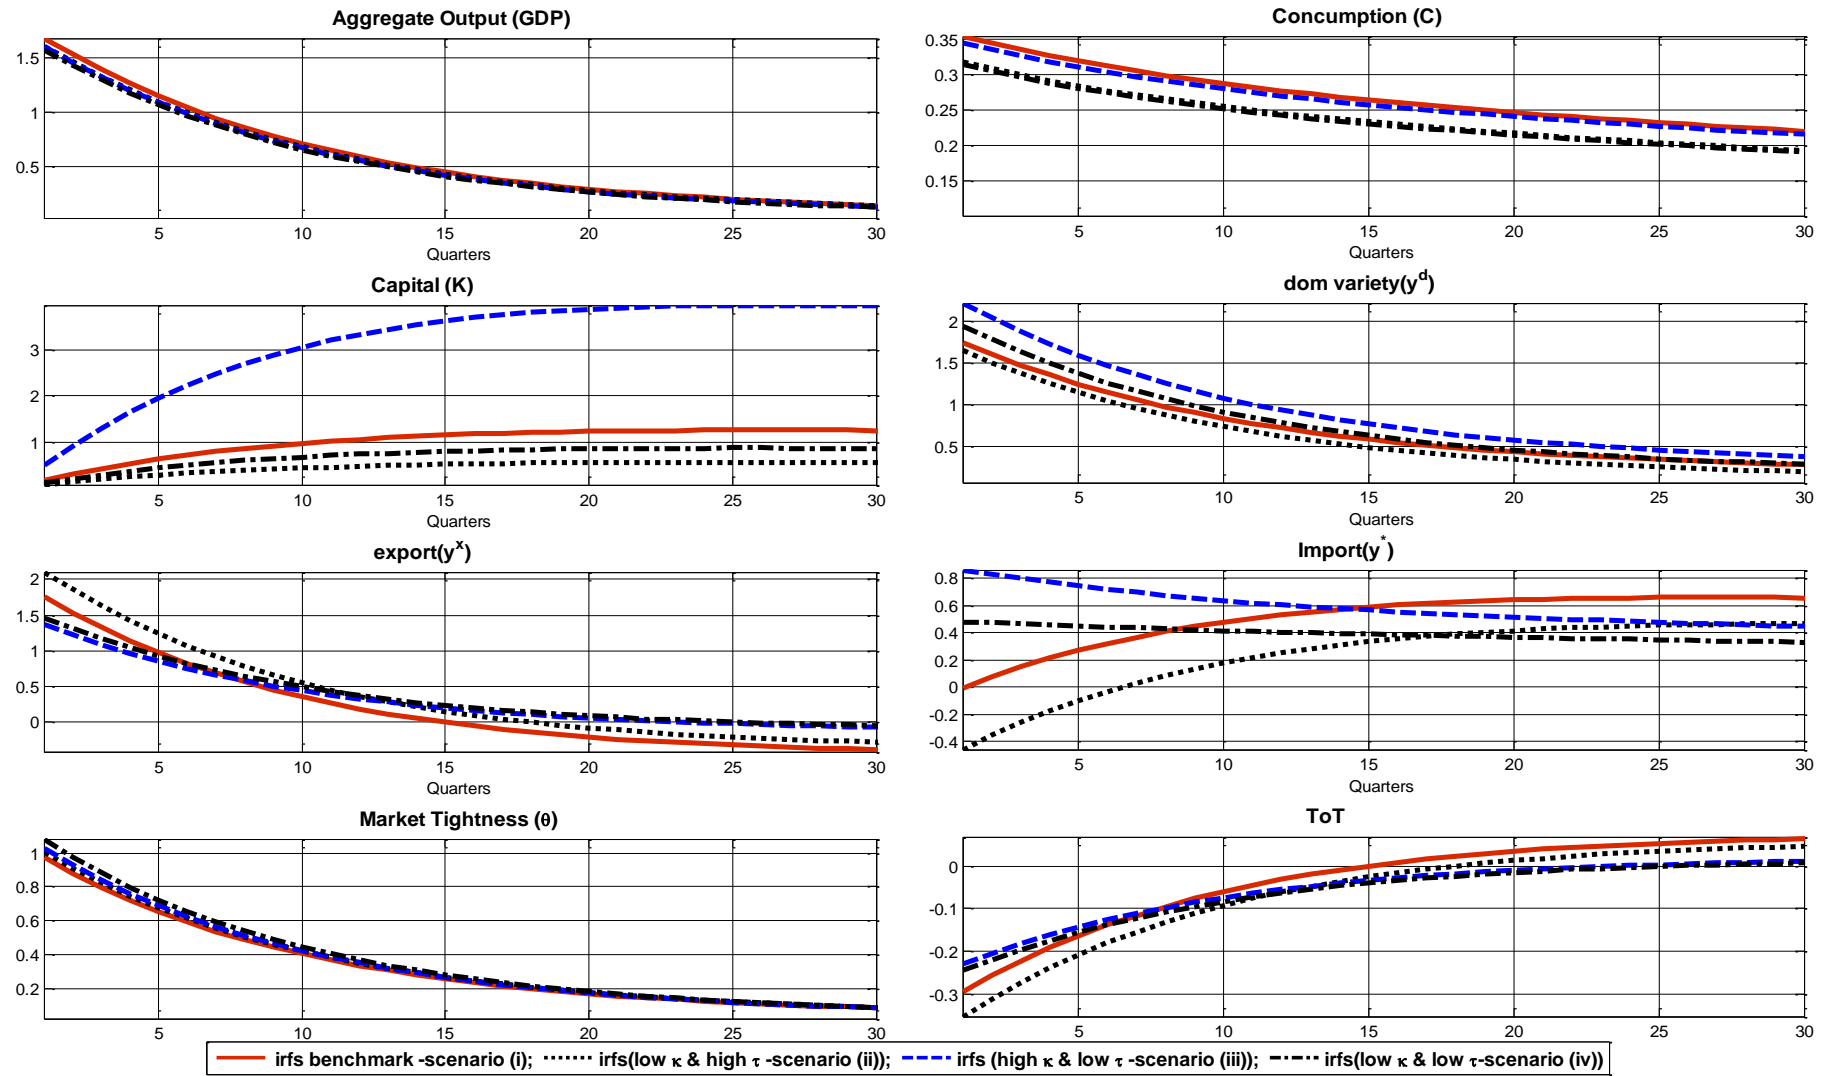 Aggregate Output (GDP)
1.5
1
0.5
5 10 15 20 25 30
Quarters
Concumption (C)
0.35
0.3
0.25
0.2
0.15
5 10 15 20 25 30
Quarters
Capital (K)
3
2
1
5 10 15 20 25 30
Quarters
dom variety(y^d)
2
1.5
1
0.5
5 10 15 20 25 30
Quarters
export(y^x)
2
1.5
1
0.5
0
5 10 15 20 25 30
Quarters
Import(y^*)
0.8
0.6
0.4
0.2
0
-0.2
-0.4
5 10 15 20 25 30
Quarters
Market Tightness (θ)
1
0.8
0.6
0.4
0.2
5 10 15 20 25 30
ToT
0
-0.1
-0.2
-0.3
5 10 15 20 25 30
irfs benchmark -scenario (i); irfs(low κ & high τ -scenario (ii)); irfs (high κ & low τ -scenario (iii)); irfs(low κ & low τ-scenario (iv))